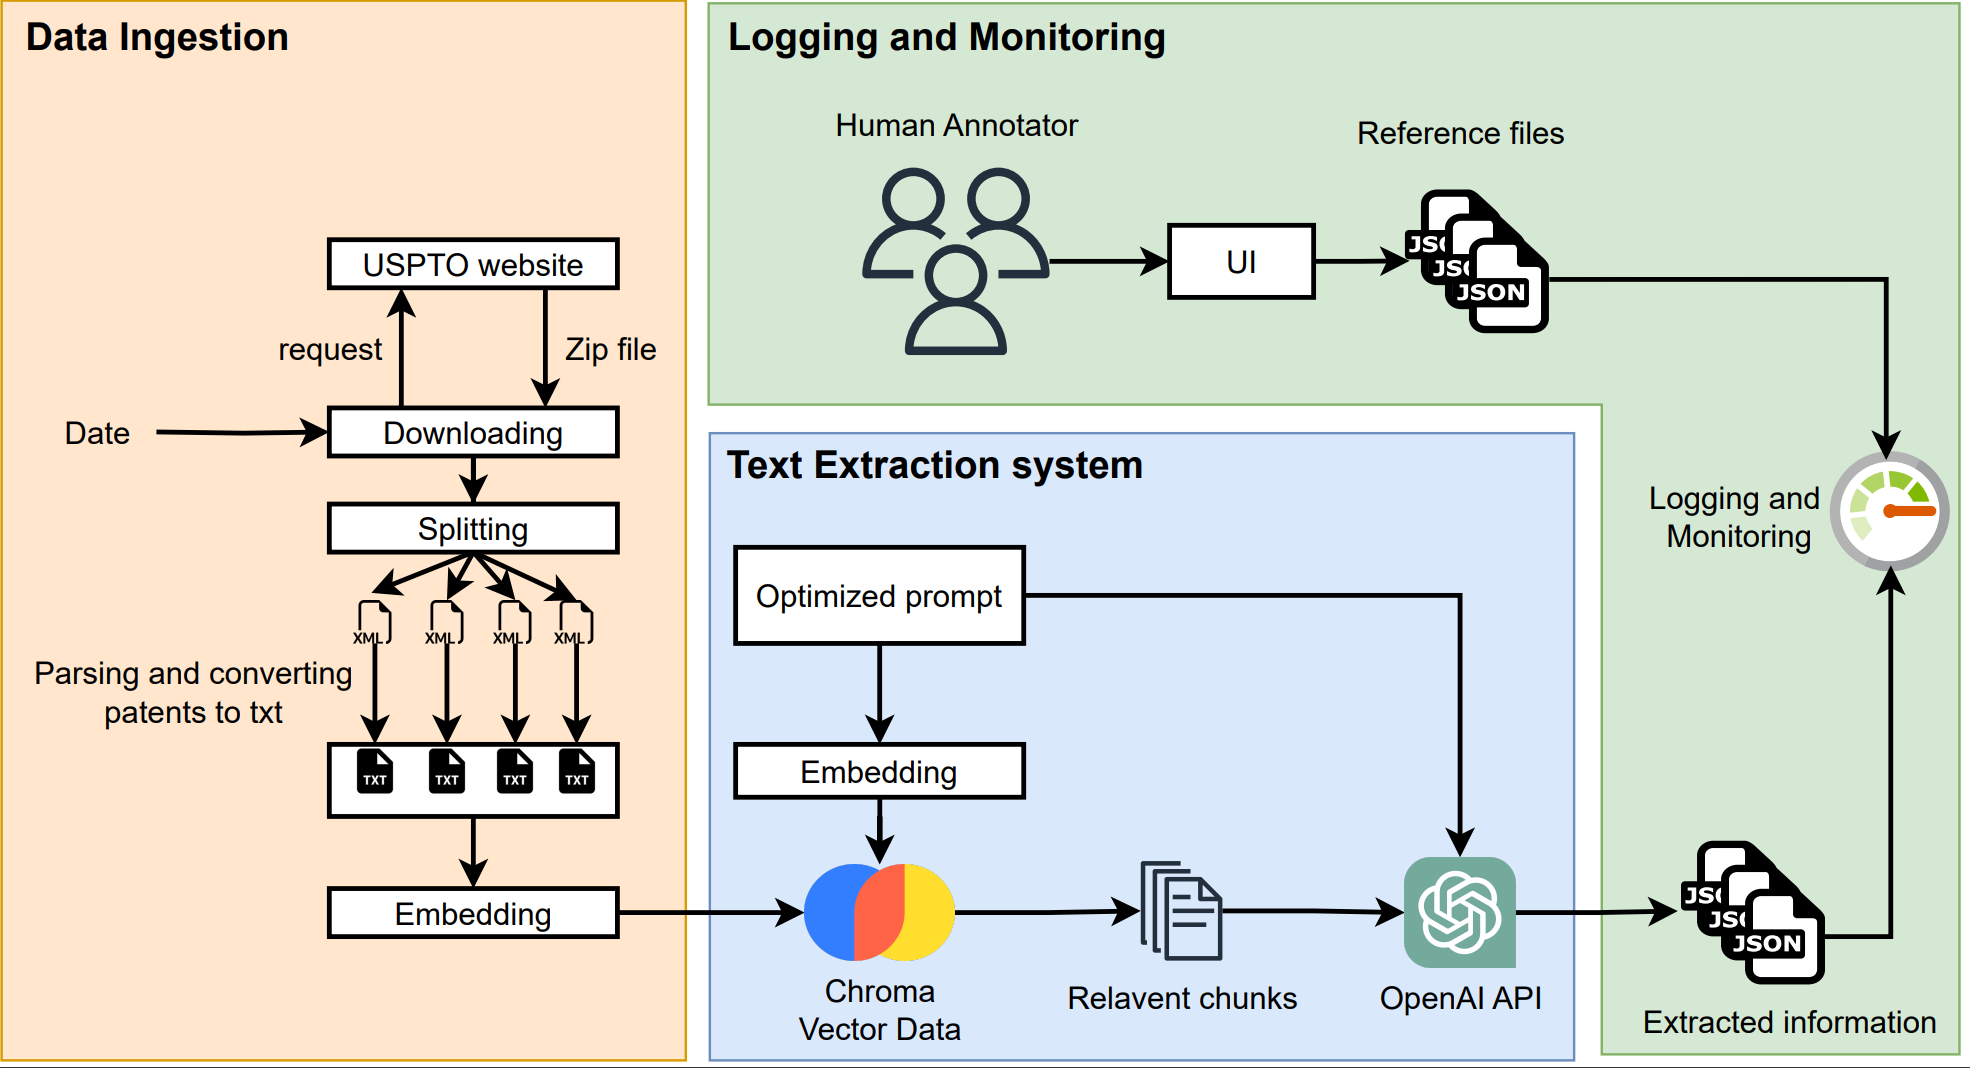 Data Ingestion
USPTO website
request
Zip file
Date
Downloading
Splitting
XML
XML
XML
XML
Parsing and converting
patents to txt
TXT
TXT
TXT
TXT
Embedding
Logging and Monitoring
Human Annotator
UI
Reference files
JSON
Logging and
Monitoring
Text Extraction system
Optimized prompt
Embedding
Chroma
Vector Data
Relavent chunks
OpenAI API
JSON
Extracted information